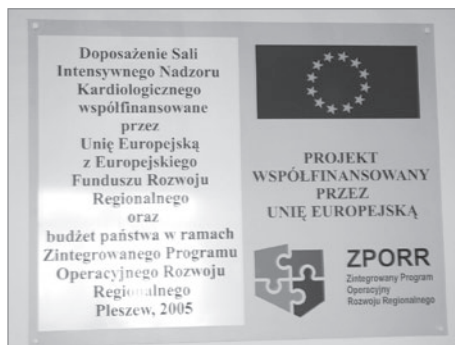 Doposażenie Sali
Intensywnego Nadzoru
Kardiologicznego
współfinansowane
przez
Unię Europejską
z Europejskiego
Funduszu Rozwoju
Regionalnego
oraz
budżet państwa w ramach
Zintegrowanego Programu
Operacyjnego Rozwoju
Regionalnego
Pleszew, 2005
PROJEKT
WSPÓŁFINANSOWANY
PRZEZ
UNIĘ EUROPEJSKĄ
ZPORR
Zintegrowany Program
Operacyjny
Rozwoju Regionalnego